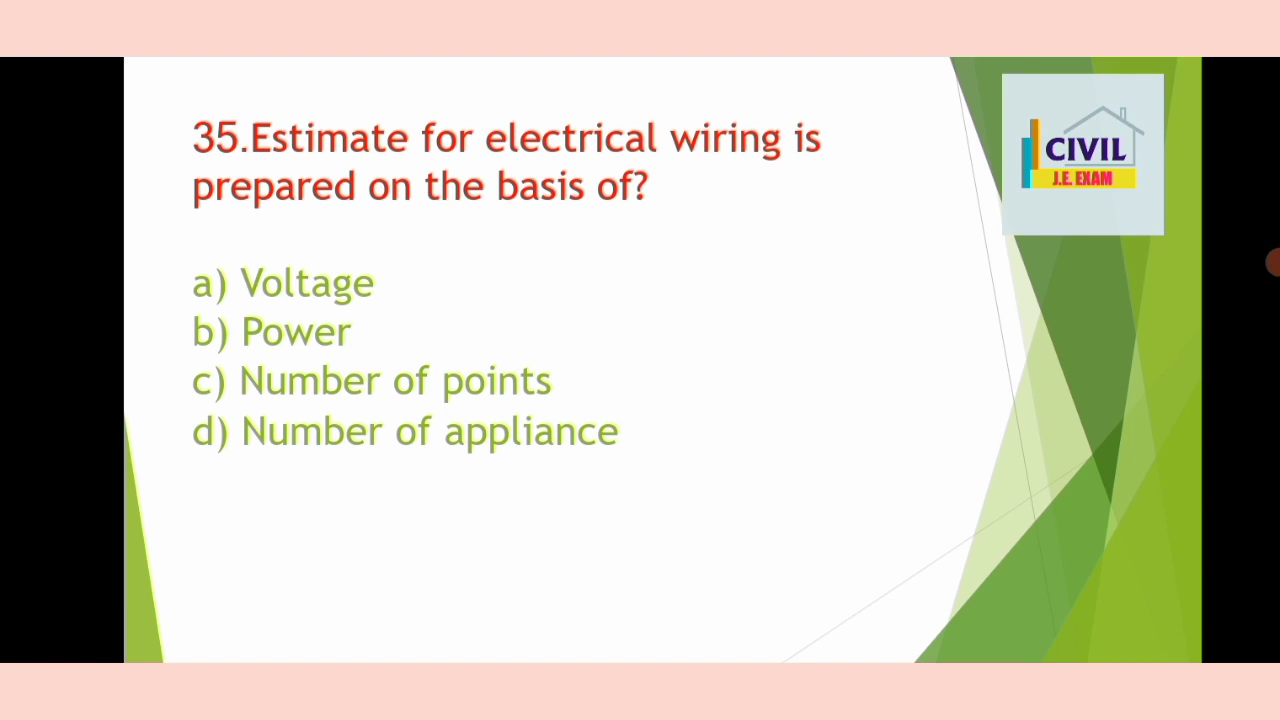 35.Estimate for electrical wiring is
prepared on the basis of?
a) Voltage
b) Power
c) Number of points
d) Number of appliance
CIVIL
J.E. EXAM